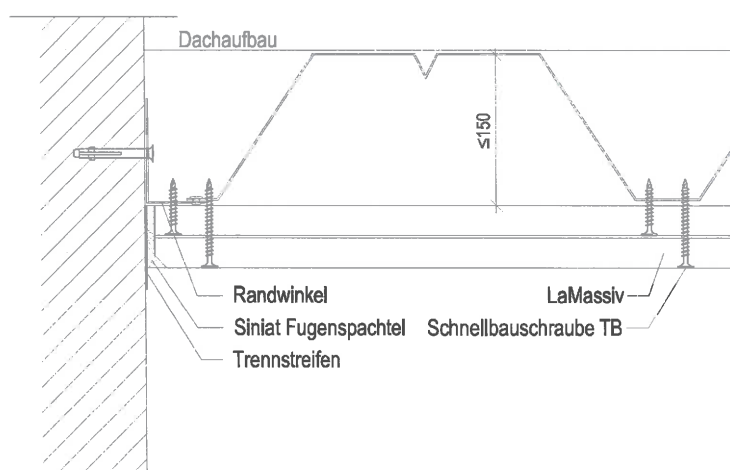 Dachaufbau
≤150
Randwinkel
LaMassiv
Siniat Fugenspachtel
Schnellbauschraube TB
Trennstreifen